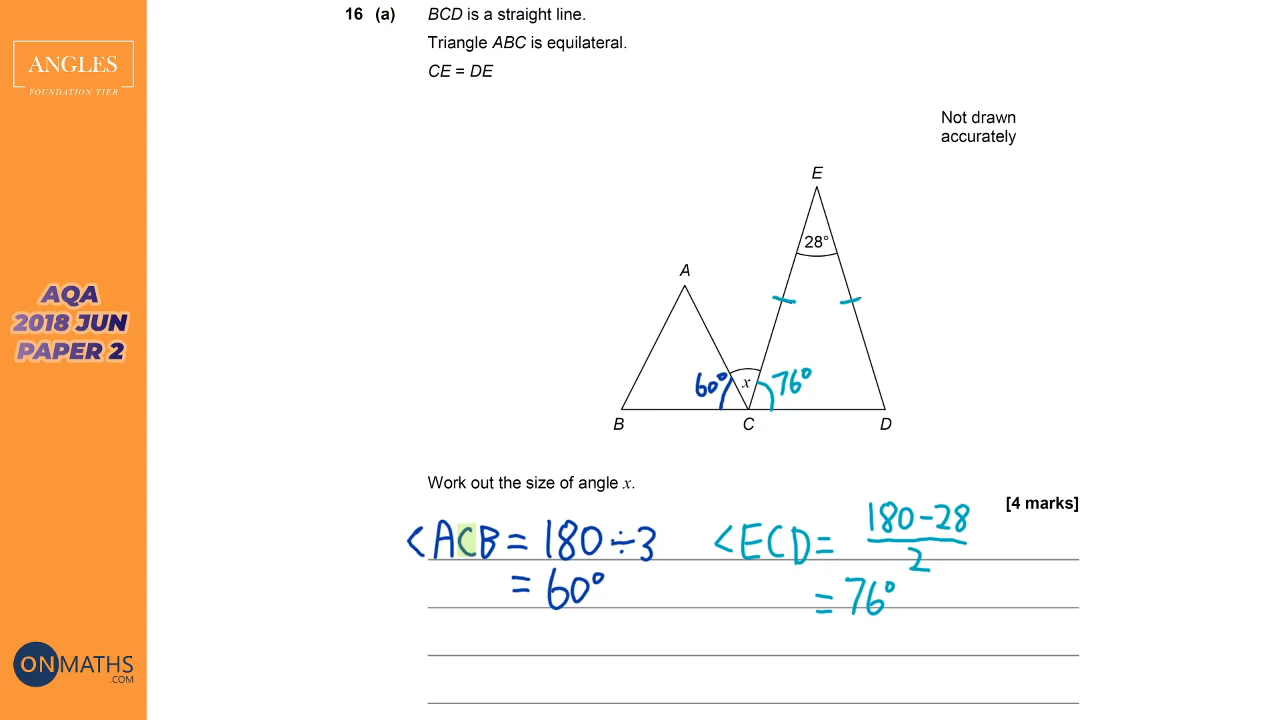 ANGLES
FOUNDATION TIER
AQA
2018 JUN
PAPER 2
ONMATHS
.COM
16 (a) BCD is a straight line.
Triangle ABC is equilateral.
CE = DE
Not drawn
accurately
E
28°
A
60° x 76°
B C D
Work out the size of angle x.
[4 marks]
<ACB = 180 ÷ 3
= 60°
<ECD = 180 - 28
2
= 76°